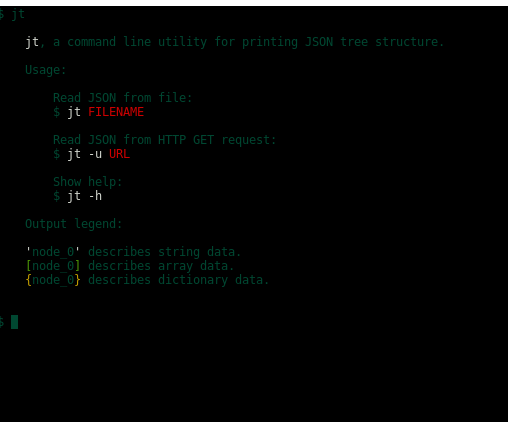 $ jt
jt, a command line utility for printing JSON tree structure.
Usage:
Read JSON from file:
$ jt FILENAME
Read JSON from HTTP GET request:
$ jt -u URL
Show help:
$ jt -h
Output legend:
'node_0' describes string data.
[node_0] describes array data.
{node_0} describes dictionary data.
$